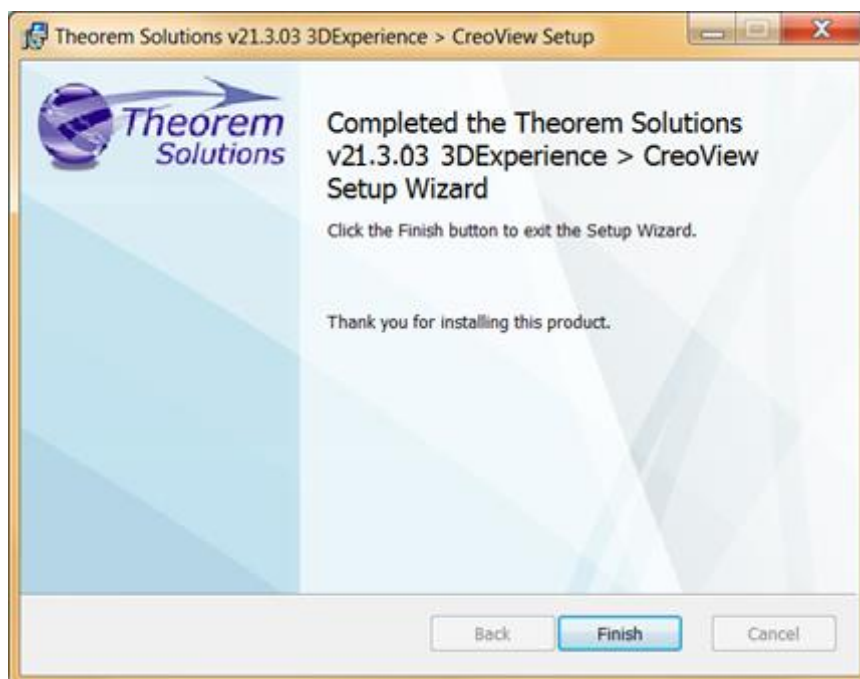 Theorem Solutions v21.3.03 3DExperience > CreoView Setup
Theorem
Solutions
Completed the Theorem Solutions
v21.3.03 3DExperience > CreoView
Setup Wizard
Click the Finish button to exit the Setup Wizard.
Thank you for installing this product.
Back Finish Cancel